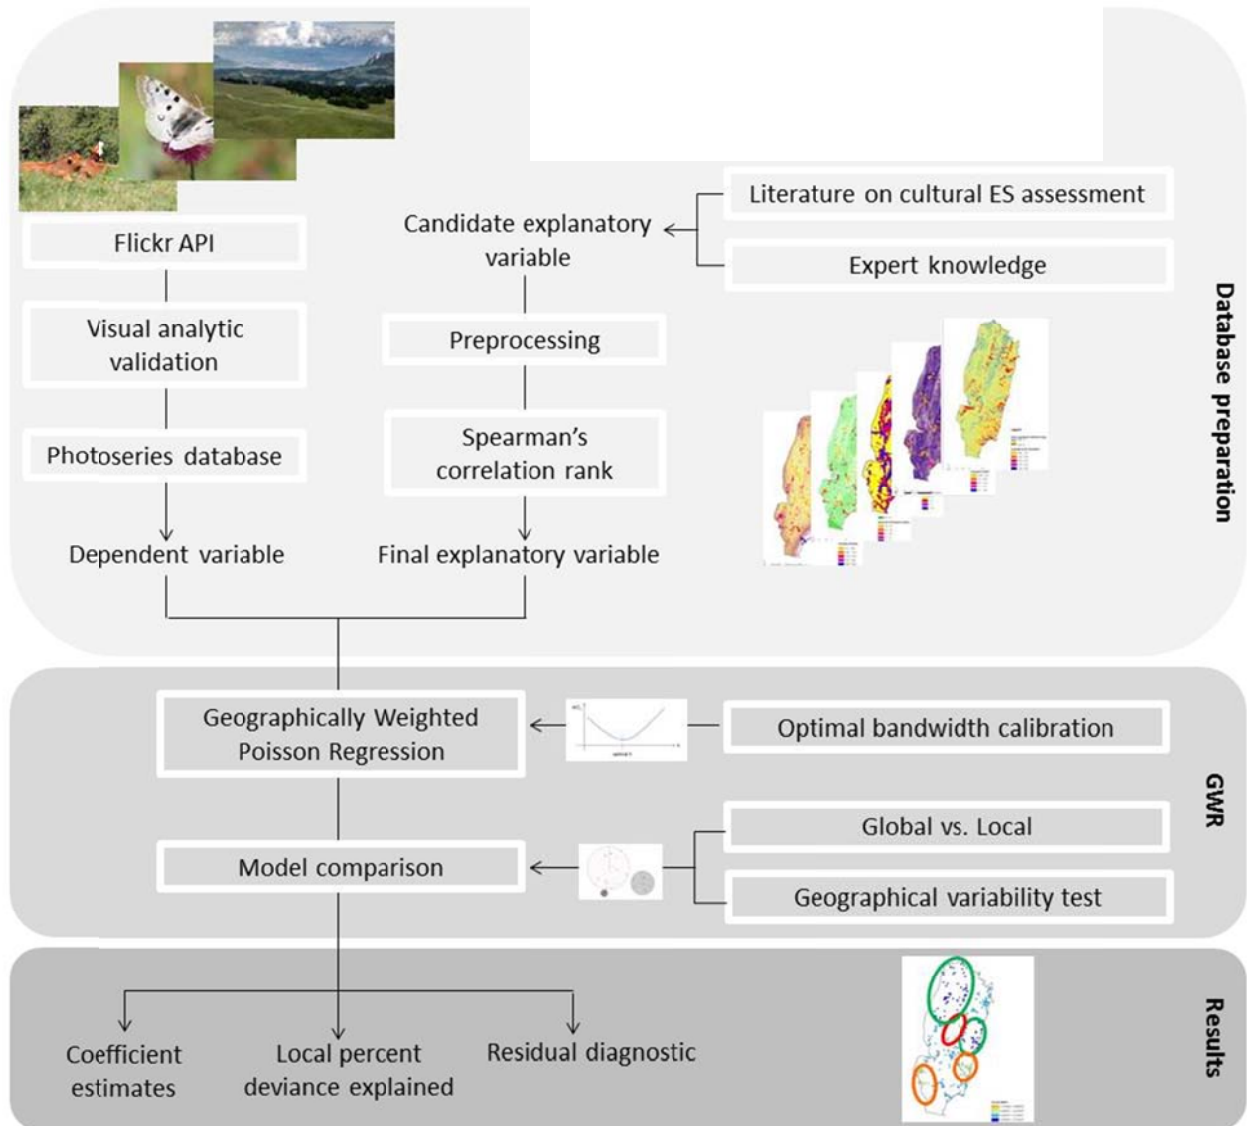 Flickr API
Visual analytic
validation
Photoseries database
Dependent variable
Candidate explanatory
variable
Preprocessing
Spearman's
correlation rank
Final explanatory variable
Literature on cultural ES assessment
Expert knowledge
Database preparation
Geographically Weighted
Poisson Regression
Optimal bandwidth calibration
Model comparison
Global vs. Local
Geographical variability test
GWR
Coefficient
estimates
Local percent
deviance explained
Residual diagnostic
Results